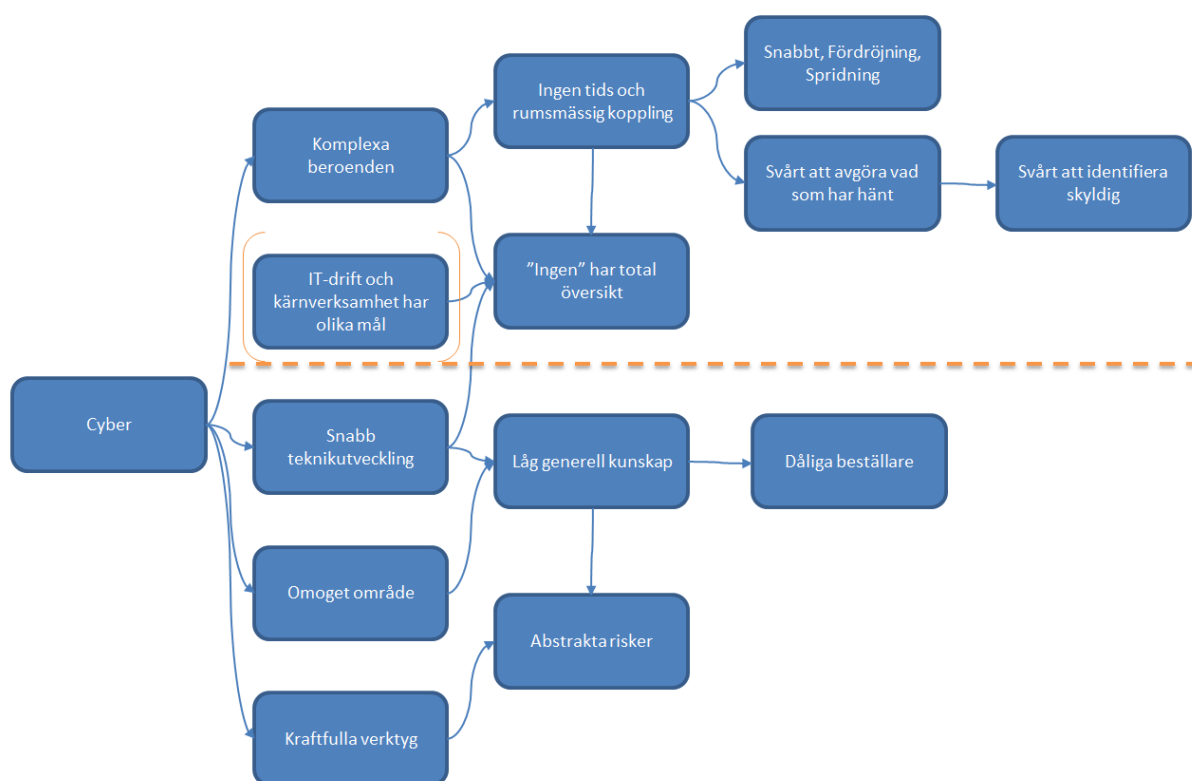 Snabbt, Fördröjning,
Spridning
Ingen tids och
rumsmässig koppling
Komplexa
beroenden
Svårt att avgöra vad
som har hänt
Svårt att identifiera
skyldig
IT-drift och
kärnverksamhet har
olika mål
”Ingen” har total
översikt
Cyber
Snabb
teknikutveckling
Låg generell kunskap
Dåliga beställare
Omoget område
Abstrakta risker
Kraftfulla verktyg